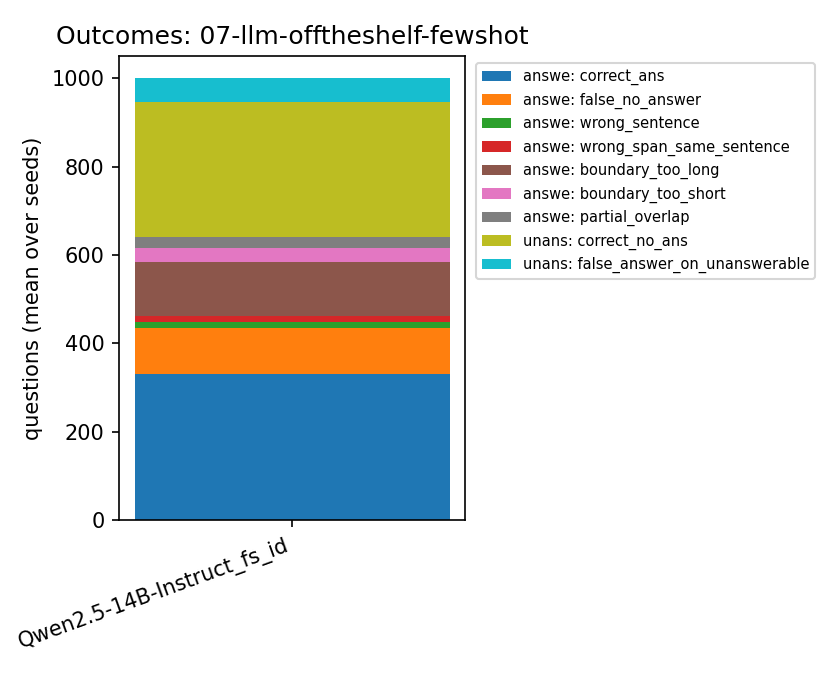 Outcomes: 07-llm-offtheshelf-fewshot
questions (mean over seeds)
1000
800
600
400
200
0
Qwen2.5-14B-Instruct_fs_id
answe: correct_ans
answe: false_no_answer
answe: wrong_sentence
answe: wrong_span_same_sentence
answe: boundary_too_long
answe: boundary_too_short
answe: partial_overlap
unans: correct_no_ans
unans: false_answer_on_unanswerable